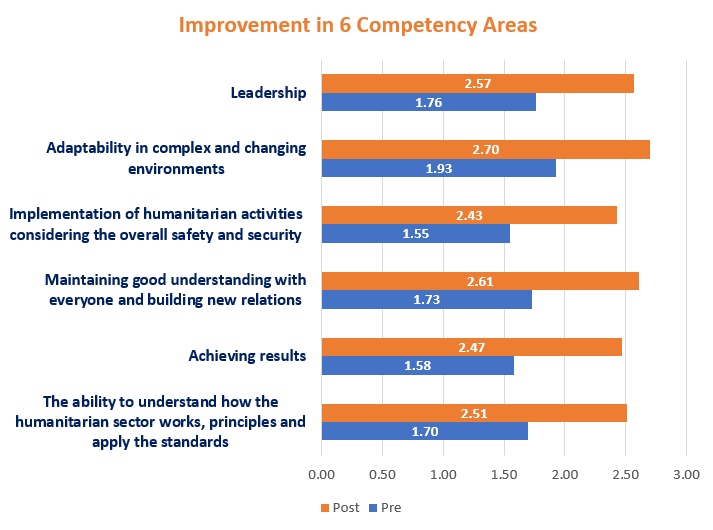 Improvement in 6 Competency Areas
Leadership
2.57
1.76
Adaptability in complex and changing
environments
2.70
1.93
Implementation of humanitarian activities
considering the overall safety and security
2.43
1.55
Maintaining good understanding with
everyone and building new relations
2.61
1.73
Achieving results
2.47
1.58
The ability to understand how the
humanitarian sector works, principles and
apply the standards
2.51
1.70
0.00 0.50 1.00 1.50 2.00 2.50 3.00
Post Pre